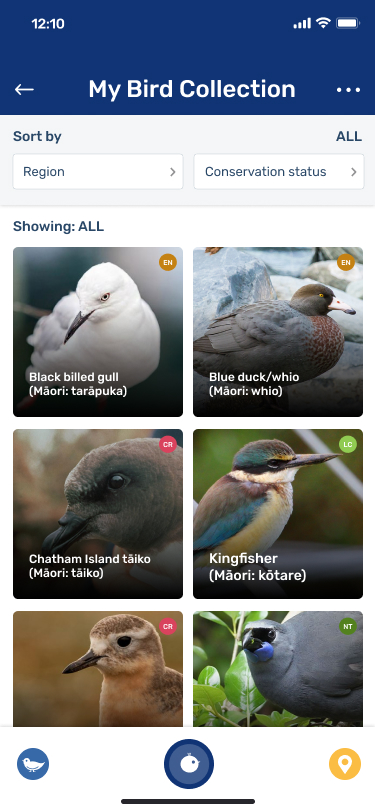 12:10
My Bird Collection
Sort by
ALL
Region
Conservation status
Showing: ALL
EN
Black billed gull
(Māori: tarāpuka)
EN
Blue duck/whio
(Māori: whio)
CR
Chatham Island tāiko
(Māori: tāiko)
LC
Kingfisher
(Māori: kōtare)
CR
NT